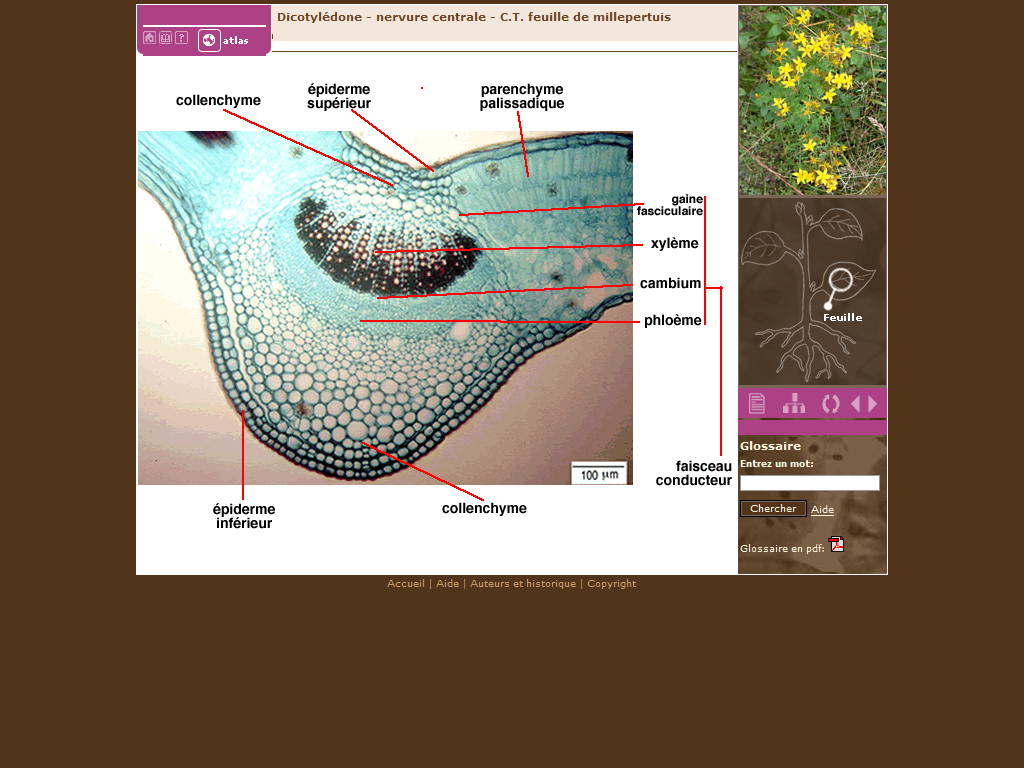 Dicotylédone - nervure centrale - C.T. feuille de millepertuis
? atlas
collenchyme
épiderme
supérieur
parenchyme
palissadique
gaine
fasciculaire
xylème
cambium
phloème
faisceau
conducteur
100 µm
épiderme
inférieur
collenchyme
Feuille
Glossaire
Entrez un mot:
Chercher Aide
Glossaire en pdf:
Accueil | Aide | Auteurs et historique | Copyright